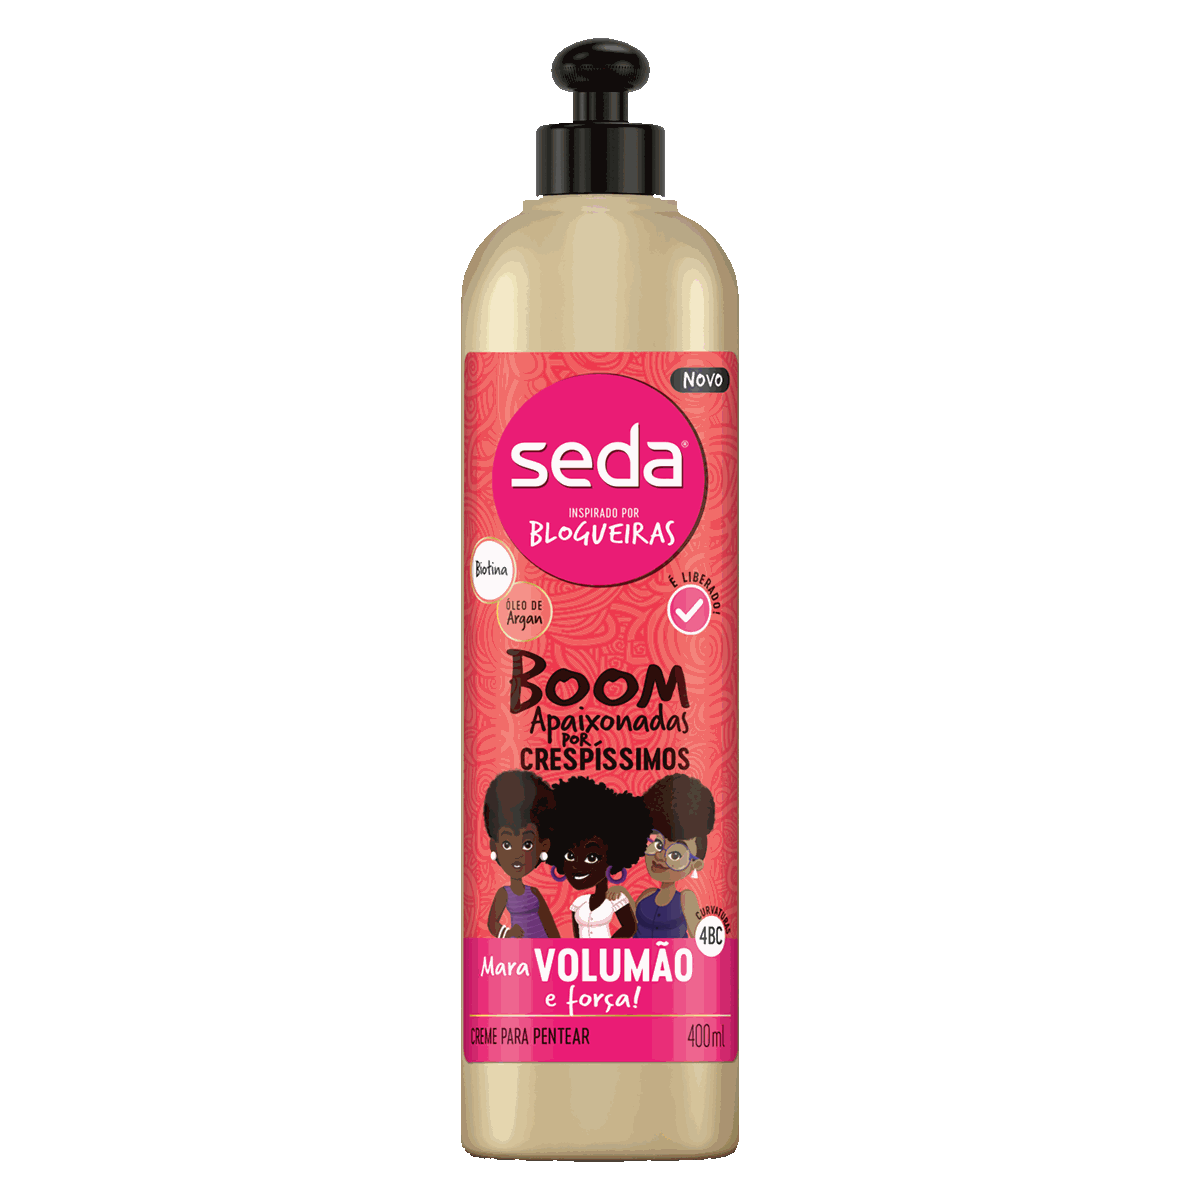 NOVO
seda®
INSPIRADO POR
BLOGUEIRAS
Biotina
ÓLEO DE
Argan
É LIBERADO!
BOOM
Apaixonadas
POR
CRESPÍSSIMOS
CURVATURAS
4BC
Mara VOLUMÃO
e força!
CREME PARA PENTEAR 400ml